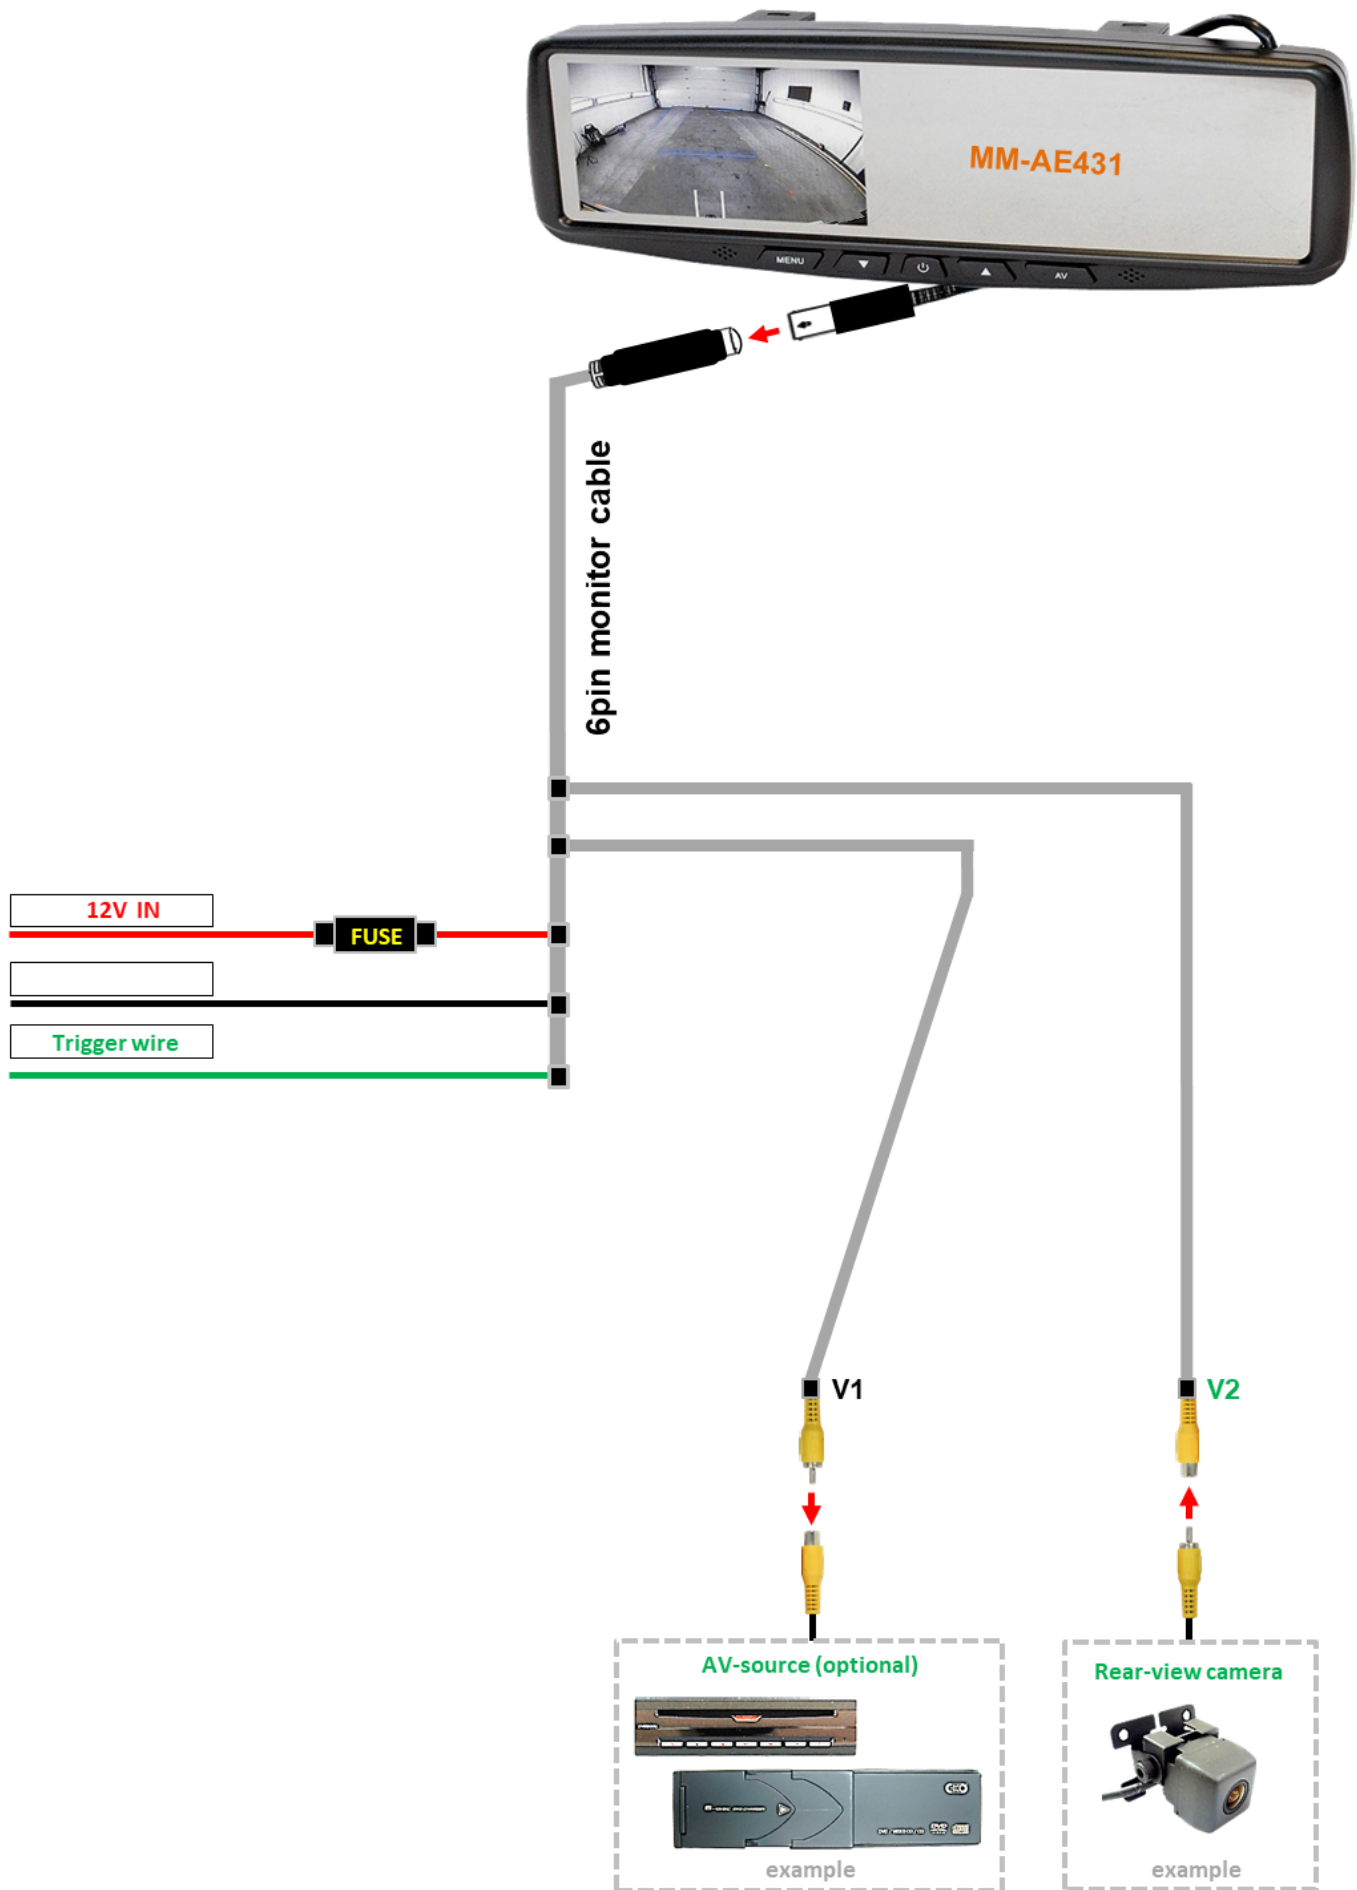 MM-AE431
MENU
AV
6pin monitor cable
12V IN
FUSE
Trigger wire
V1
V2
AV-source (optional)
Rear-view camera
DVD
example
example